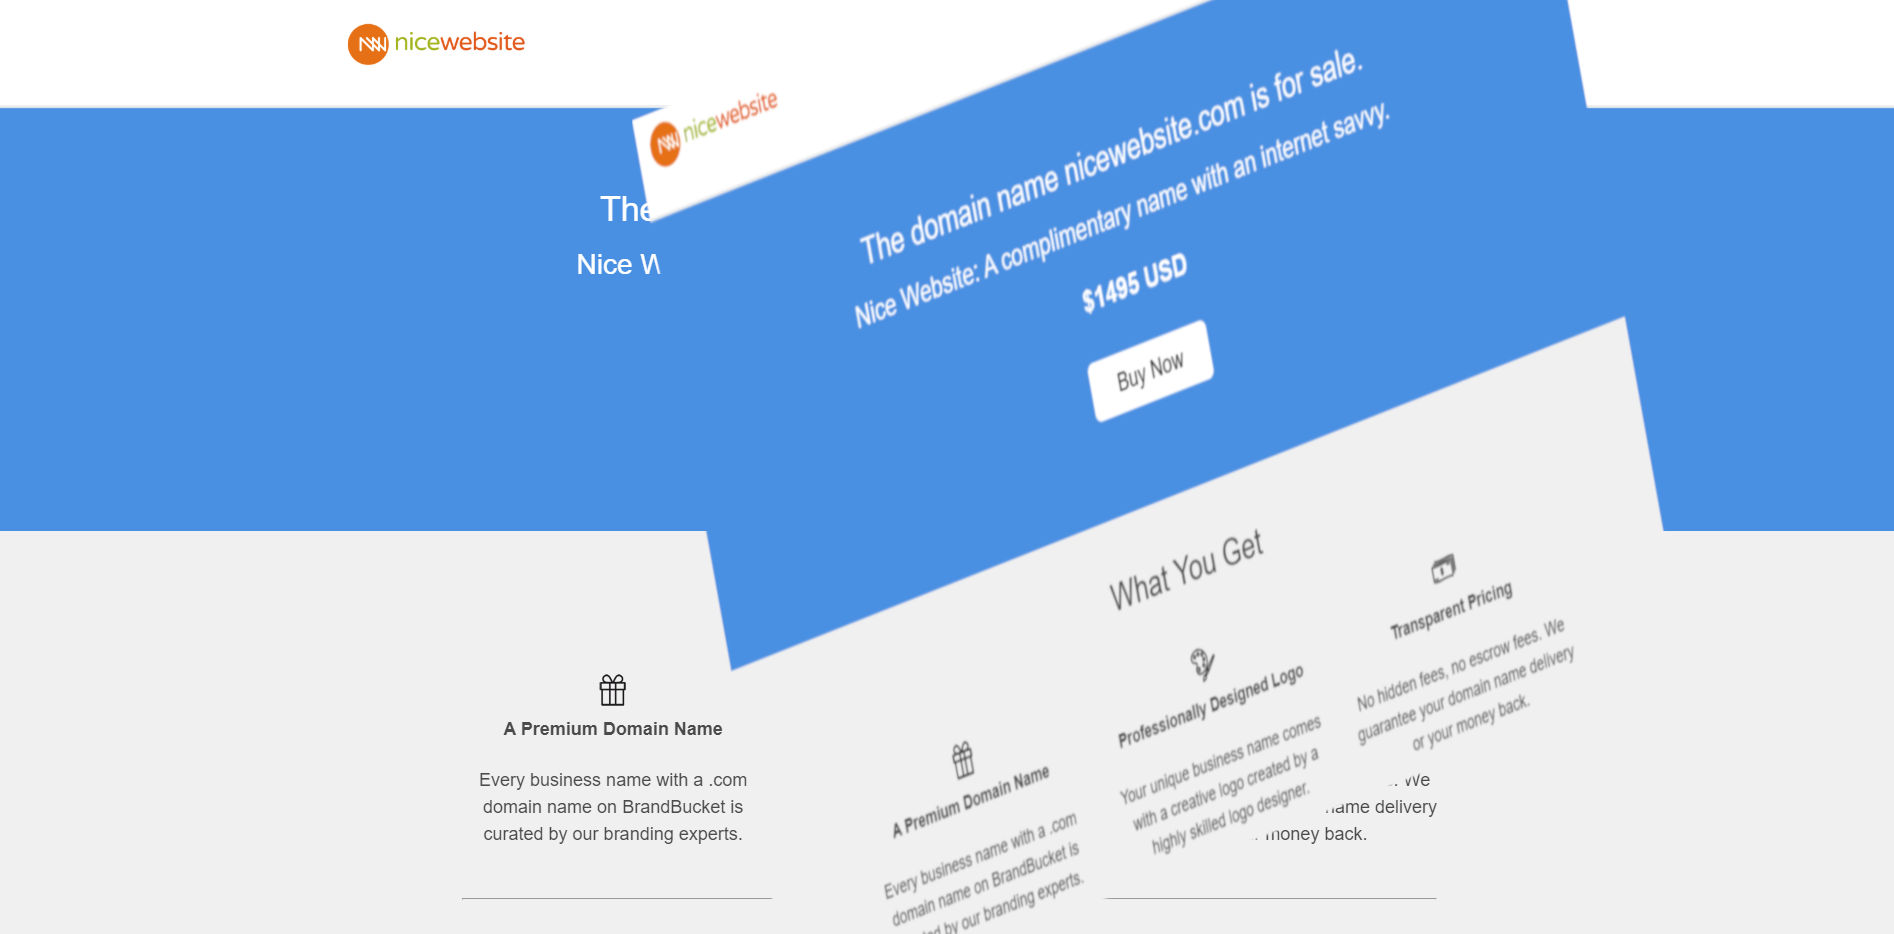 nicewebsite
nicewebsite
The domain name nicewebsite.com is for sale.
Nice Website: A complimentary name with an internet savvy.
$1495 USD
Buy Now
The
Nice W
What You Get
Transparent Pricing
No hidden fees, no escrow fees. We
guarantee your domain name delivery
or your money back.
Professionally Designed Logo
Your unique business name comes
with a creative logo created by a
highly skilled logo designer.
A Premium Domain Name
Every business name with a .com
domain name on BrandBucket is
by our branding experts.
A Premium Domain Name
Every business name with a .com
domain name on BrandBucket is
curated by our branding experts.
We
name delivery
money back.